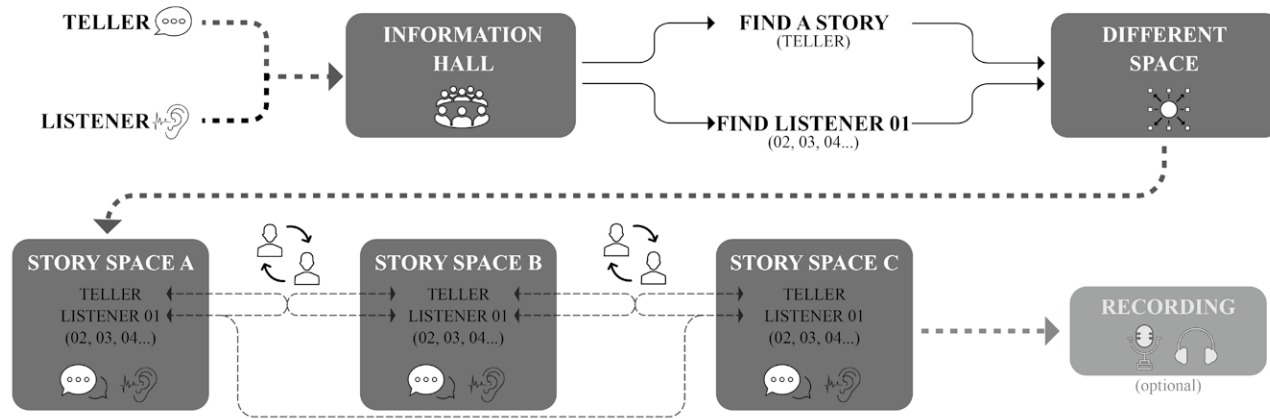 TELLER
LISTENER
INFORMATION
HALL
FIND A STORY
(TELLER)
FIND LISTENER 01
(02, 03, 04...)
DIFFERENT
SPACE
STORY SPACE A
TELLER
LISTENER 01
(02, 03, 04...)
STORY SPACE B
TELLER
LISTENER 01
(02, 03, 04...)
STORY SPACE C
TELLER
LISTENER 01
(02, 03, 04...)
RECORDING
(optional)